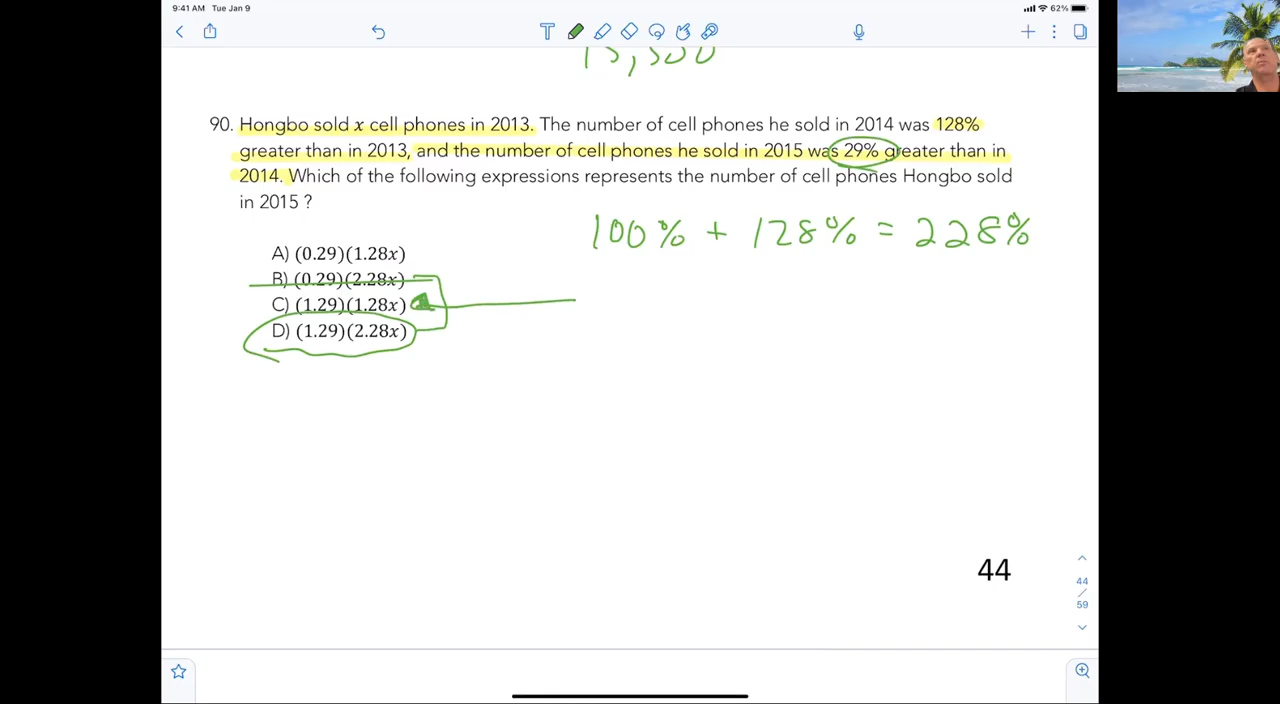 9:41 AM Tue Jan 9
62%
90. Hongbo sold x cell phones in 2013. The number of cell phones he sold in 2014 was 128%
greater than in 2013, and the number of cell phones he sold in 2015 was 29% greater than in
2014. Which of the following expressions represents the number of cell phones Hongbo sold
in 2015 ?
100% + 128% = 228%
A) (0.29)(1.28x)
B) (0.29)(2.28x)
C) (1.29)(1.28x)
D) (1.29)(2.28x)
44
44
/
59